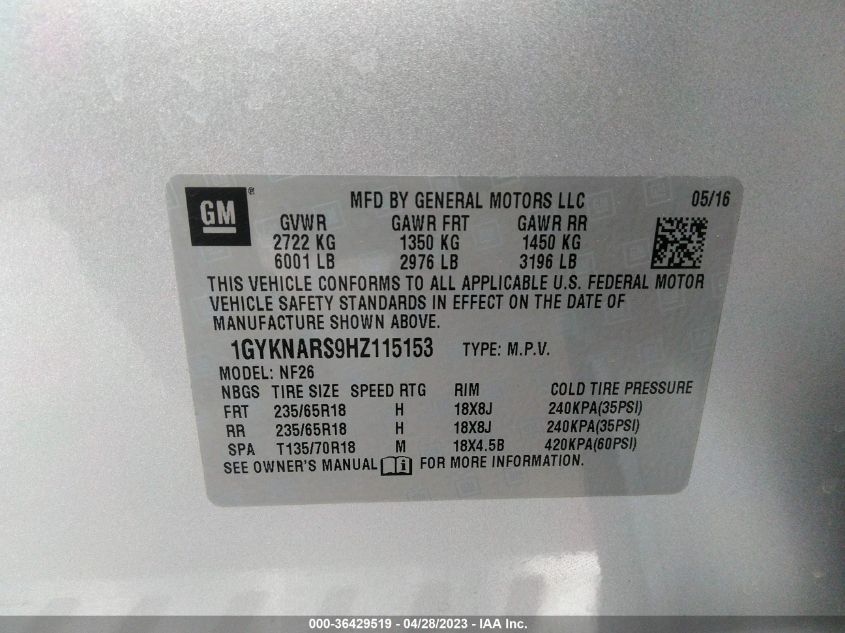 GM ®
MFD BY GENERAL MOTORS LLC 05/16
GVWR GAWR FRT GAWR RR
2722 KG 1350 KG 1450 KG
6001 LB 2976 LB 3196 LB
THIS VEHICLE CONFORMS TO ALL APPLICABLE U.S. FEDERAL MOTOR
VEHICLE SAFETY STANDARDS IN EFFECT ON THE DATE OF
MANUFACTURE SHOWN ABOVE.
1GYKNARS9HZ115153 TYPE: M.P.V.
MODEL: NF26
NBGS TIRE SIZE SPEED RTG RIM COLD TIRE PRESSURE
FRT 235/65R18 H 18X8J 240KPA(35PSI)
RR 235/65R18 H 18X8J 240KPA(35PSI)
SPA T135/70R18 M 18X4.5B 420KPA(60PSI)
SEE OWNER'S MANUAL FOR MORE INFORMATION.
000-36429519 - 04/28/2023 - IAA Inc.